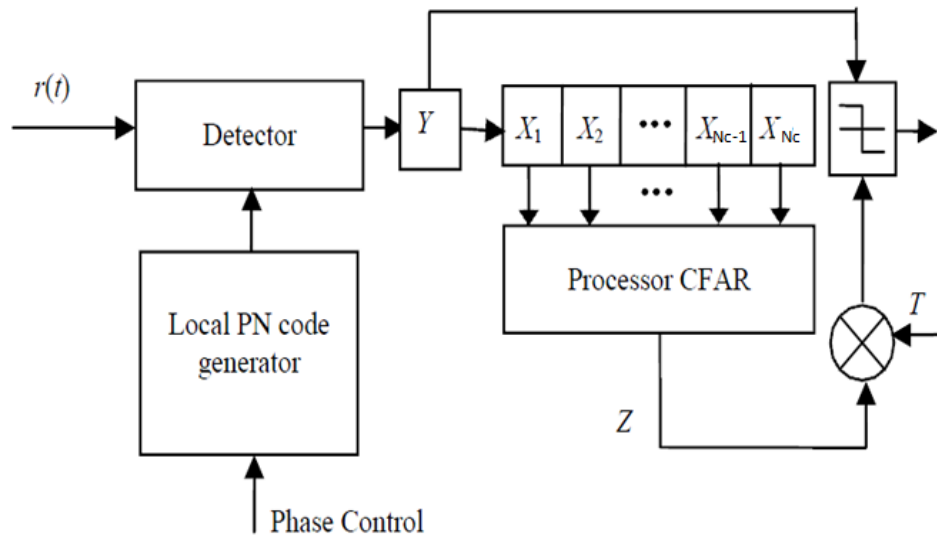 r(t)
Detector
Y
X1 X2 ••• XNc-1 XNc
•••
Processor CFAR
Local PN code
generator
T
Z
Phase Control